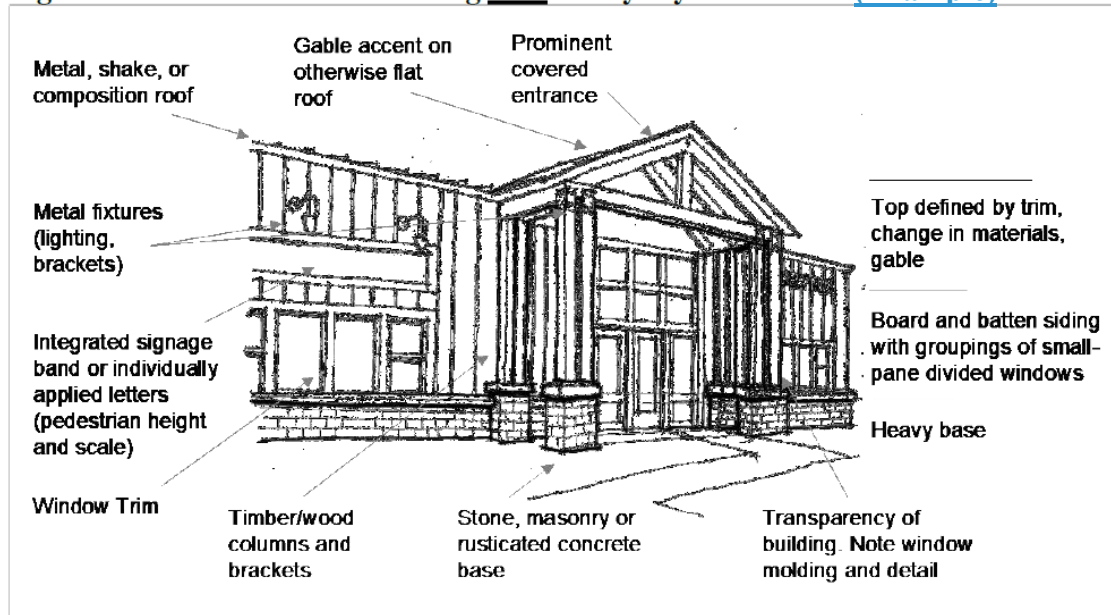 Metal, shake, or
composition roof
Gable accent on
otherwise flat
roof
Prominent
covered
entrance
Metal fixtures
(lighting,
brackets)
Top defined by trim,
change in materials,
gable
Integrated signage
band or individually
applied letters
(pedestrian height
and scale)
Board and batten siding
with groupings of small-
pane divided windows
Heavy base
Window Trim
Timber/wood
columns and
brackets
Stone, masonry or
rusticated concrete
base
Transparency of
building. Note window
molding and detail